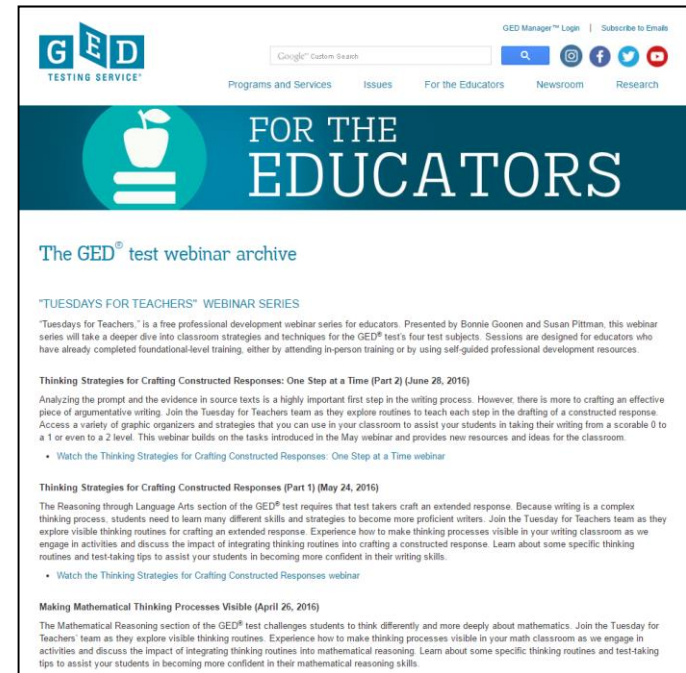 GED Manager™ Login | Subscribe to Emails
GED
TESTING SERVICE®
Google™ Custom Search
Programs and Services Issues For the Educators Newsroom Research
FOR THE
EDUCATORS
The GED® test webinar archive
"TUESDAYS FOR TEACHERS" WEBINAR SERIES
"Tuesdays for Teachers," is a free professional development webinar series for educators. Presented by Bonnie Goonen and Susan Pittman, this webinar
series will take a deeper dive into classroom strategies and techniques for the GED® test's four test subjects. Sessions are designed for educators who
have already completed foundational-level training, either by attending in-person training or by using self-guided professional development resources.
Thinking Strategies for Crafting Constructed Responses: One Step at a Time (Part 2) (June 28, 2016)
Analyzing the prompt and the evidence in source texts is a highly important first step in the writing process. However, there is more to crafting an effective
piece of argumentative writing. Join the Tuesday for Teachers team as they explore routines to teach each step in the drafting of a constructed response.
Access a variety of graphic organizers and strategies that you can use in your classroom to assist your students in taking their writing from a scorable 0 to
a 1 or even to a 2 level. This webinar builds on the tasks introduced in the May webinar and provides new resources and ideas for the classroom.
• Watch the Thinking Strategies for Crafting Constructed Responses: One Step at a Time webinar
Thinking Strategies for Crafting Constructed Responses (Part 1) (May 24, 2016)
The Reasoning through Language Arts section of the GED® test requires that test takers craft an extended response. Because writing is a complex
thinking process, students need to learn many different skills and strategies to become more proficient writers. Join the Tuesday for Teachers team as they
explore visible thinking routines for crafting an extended response. Experience how to make thinking processes visible in your writing classroom as we
engage in activities and discuss the impact of integrating thinking routines into crafting a constructed response. Learn about some specific thinking
routines and test-taking tips to assist your students in becoming more confident in their writing skills.
• Watch the Thinking Strategies for Crafting Constructed Responses webinar
Making Mathematical Thinking Processes Visible (April 26, 2016)
The Mathematical Reasoning section of the GED® test challenges students to think differently and more deeply about mathematics. Join the Tuesday for
Teachers' team as they explore visible thinking routines. Experience how to make thinking processes visible in your math classroom as we engage in
activities and discuss the impact of integrating thinking routines into mathematical reasoning. Learn about some specific thinking routines and test-taking
tips to assist your students in becoming more confident in their mathematical reasoning skills.